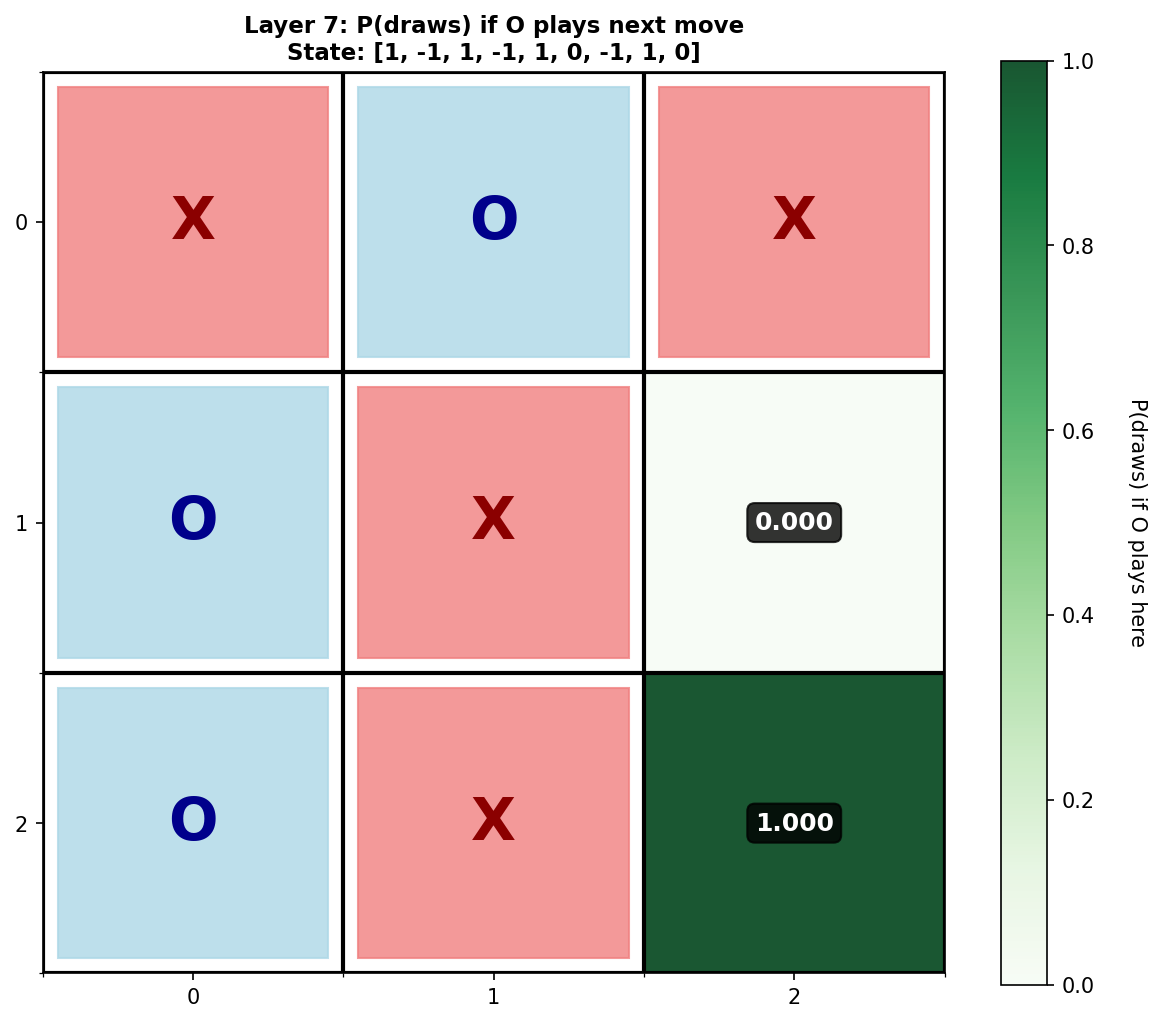 Layer 7: P(draws) if O plays next move
State: [1, -1, 1, -1, 1, 0, -1, 1, 0]
0
X
O
X
1
O
X
0.000
2
O
X
1.000
0
1
2
1.0
0.8
0.6
0.4
0.2
0.0
P(draws) if O plays here